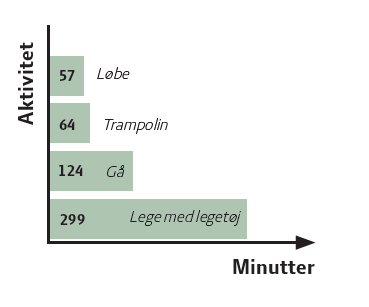 Aktivitet
57 Løbe
64 Trampolin
124 Gå
299 Lege med legetøj
Minutter